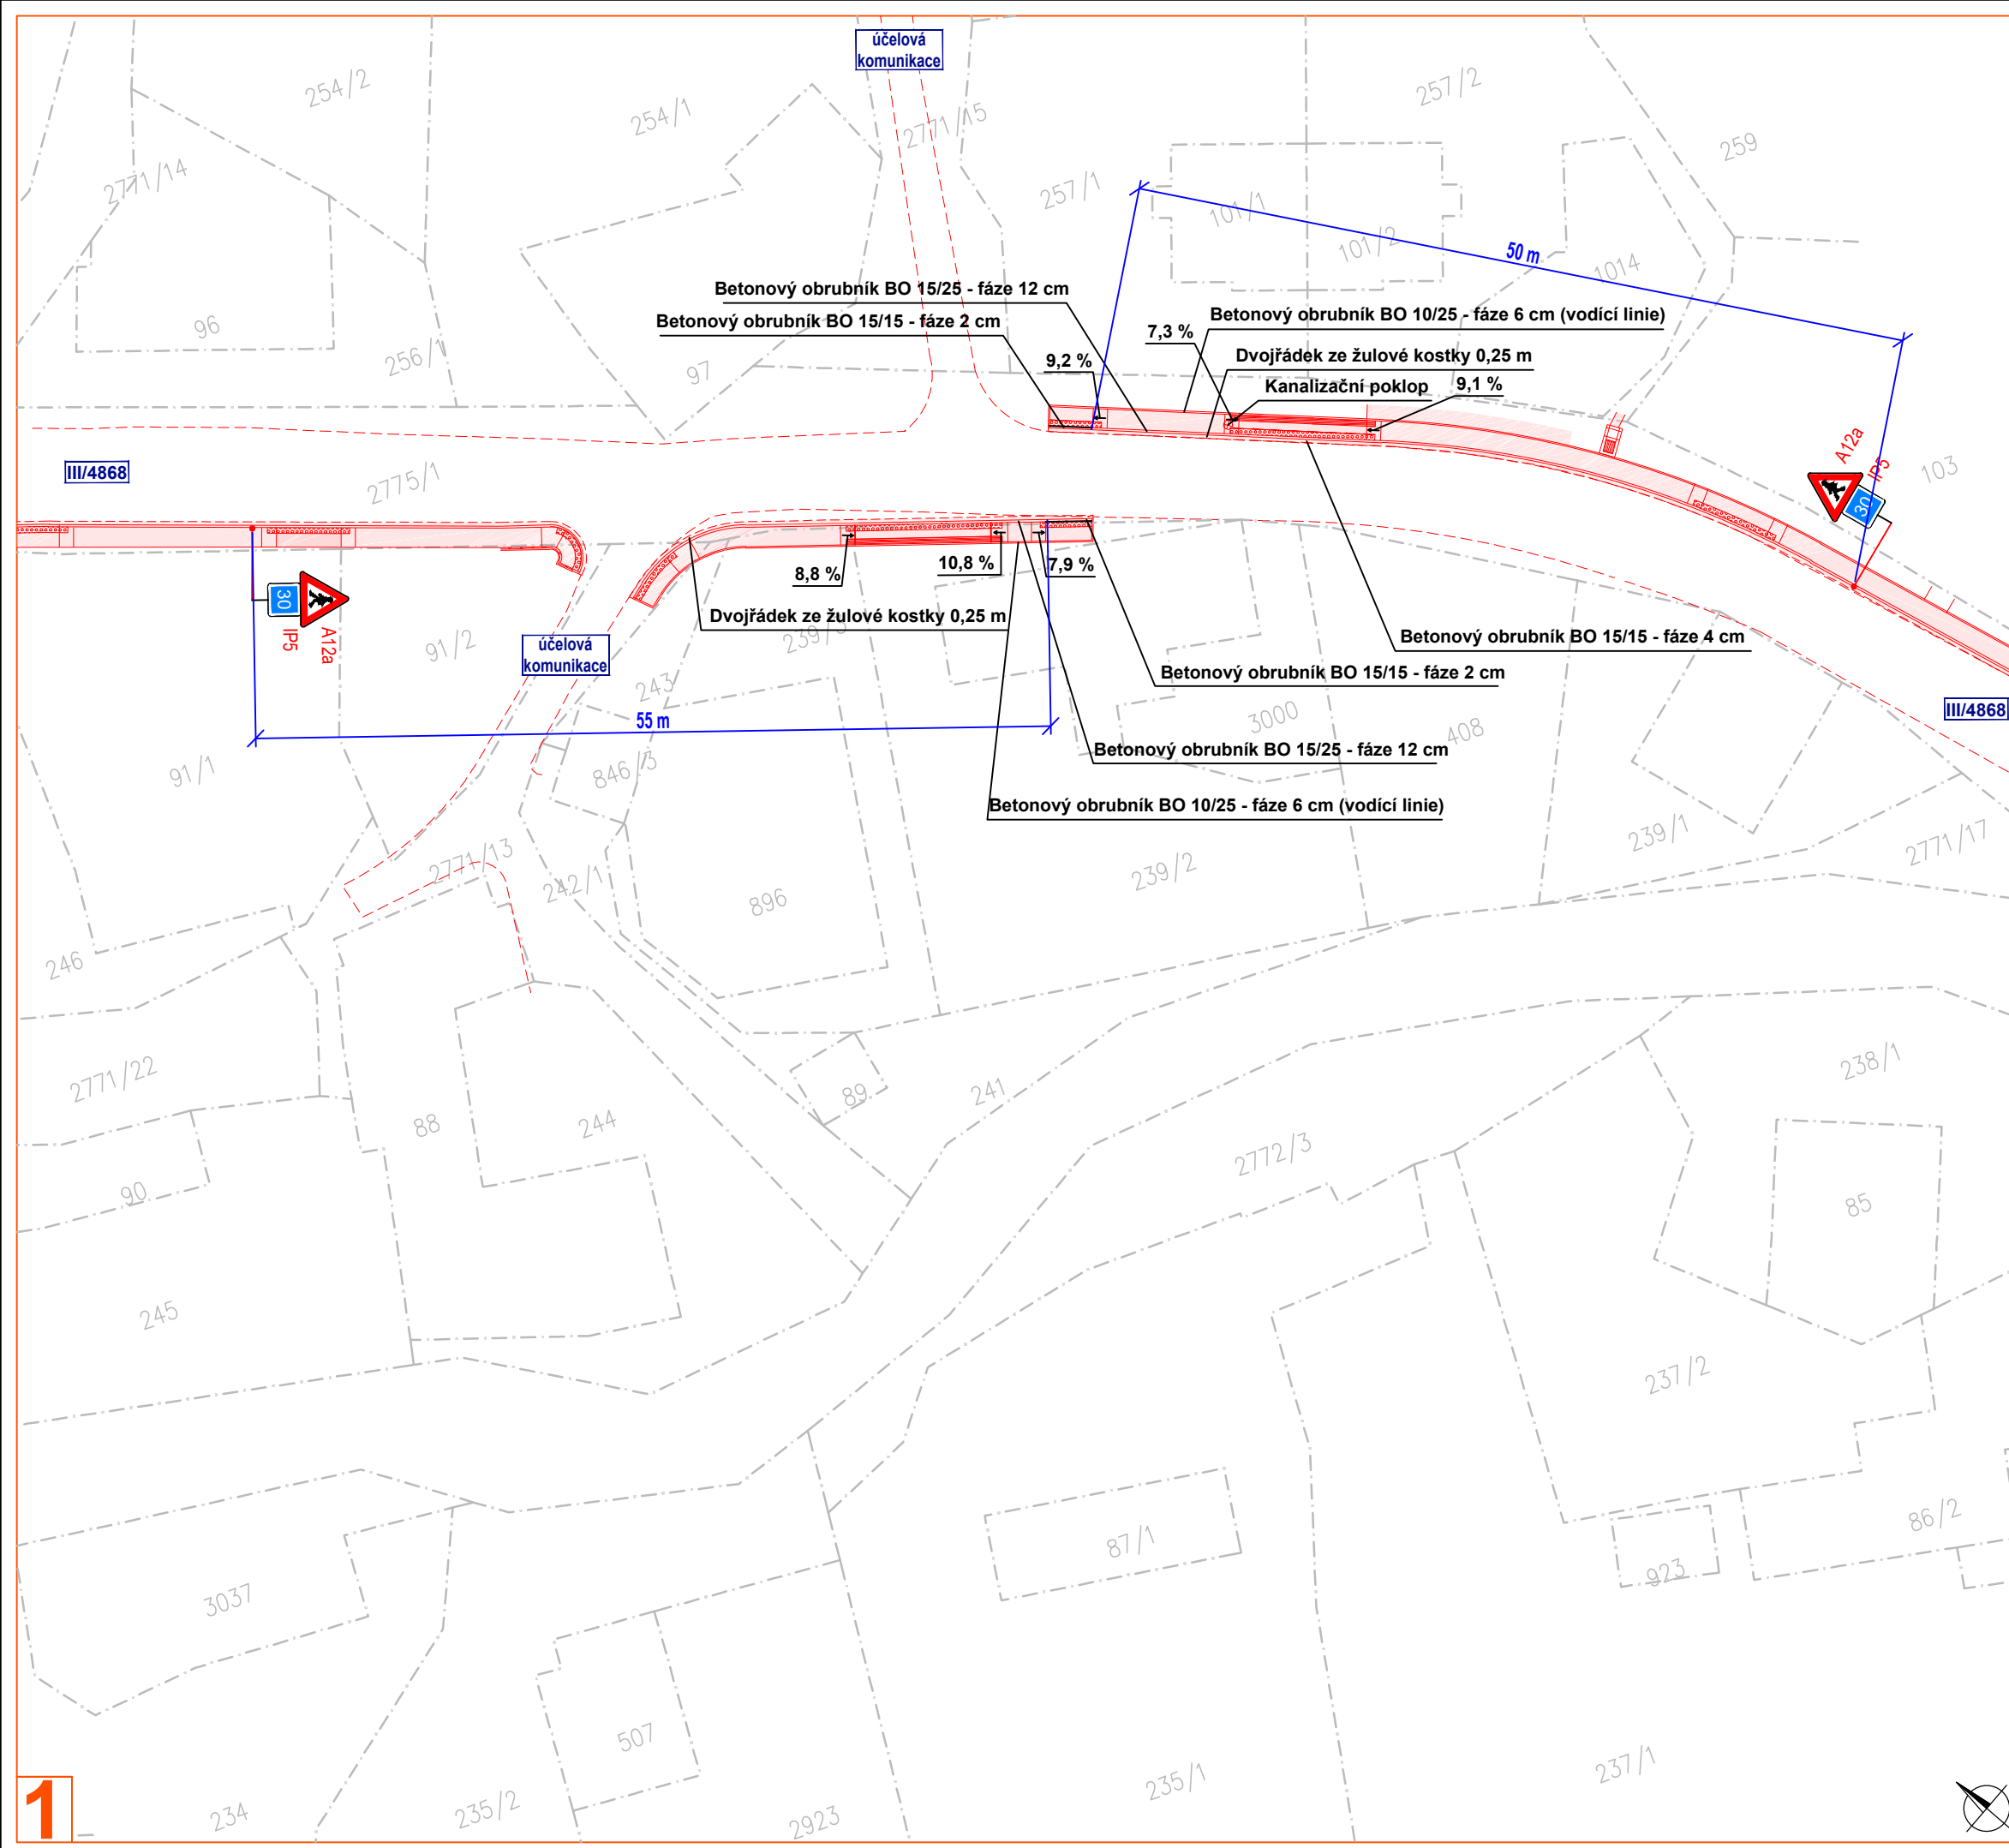 účelová
komunikace
254/2
254/1
2771/15
257/2
259
2771/14
257/1
101/1
101/2
1014
50 m
Betonový obrubník BO 15/25 - fáze 12 cm
Betonový obrubník BO 15/15 - fáze 2 cm
Betonový obrubník BO 10/25 - fáze 6 cm (vodící linie)
7,3 %
9,2 %
Dvojřádek ze žulové kostky 0,25 m
Kanalizační poklop
9,1 %
96
256/1
97
III/4868
2775/1
A12a
IP5
30
103
8,8 %
10,8 %
7,9 %
30
IP5
A12a
91/2
účelová
komunikace
Dvojřádek ze žulové kostky 0,25 m
239/3
Betonový obrubník BO 15/15 - fáze 4 cm
Betonový obrubník BO 15/15 - fáze 2 cm
243
55 m
3000
408
III/4868
Betonový obrubník BO 15/25 - fáze 12 cm
91/1
846/3
Betonový obrubník BO 10/25 - fáze 6 cm (vodící linie)
239/1
2771/17
2771/13
242/1
896
239/2
246
2771/22
88
244
89
241
238/1
2772/3
90
85
245
237/2
87/1
86/2
923
3037
507
235/1
237/1
1
234
235/2
2923